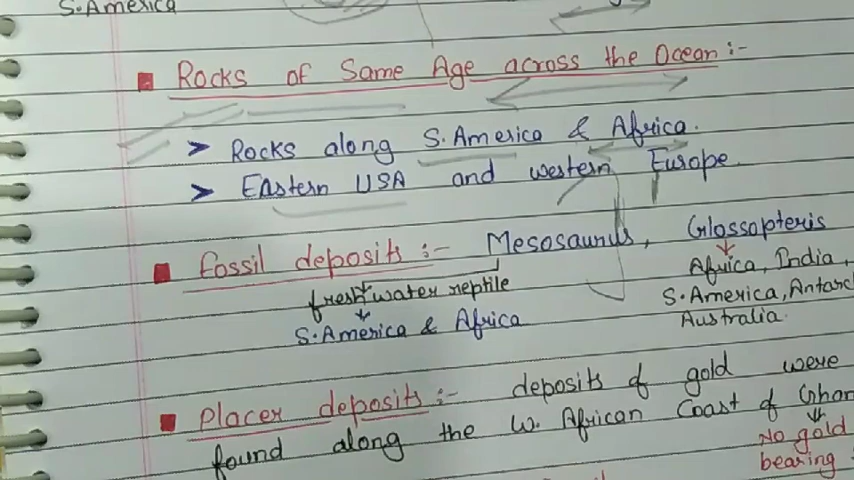 S. America
Rocks of Same Age across the Ocean :-
> Rocks along S. America & Africa.
> Eastern USA and western Europe.
Fossil deposits :- Mesosaurus, Glossopteris
freshwater reptile
S. America & Africa
Africa, India,
S. America, Antarc
Australia.
Placer deposits :- deposits of gold were
found along the W. African Coast of Ghan
No gold
bearing